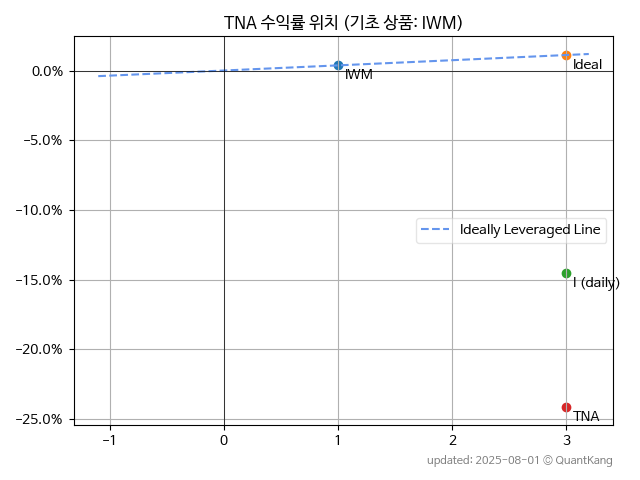 TNA 수익률 위치 (기초 상품: IWM)
0.0%
−5.0%
−10.0%
−15.0%
−20.0%
−25.0%
IWM
Ideal
Ideally Leveraged Line
I (daily)
TNA
−1
0
1
2
3
updated: 2025-08-01 © QuantKang